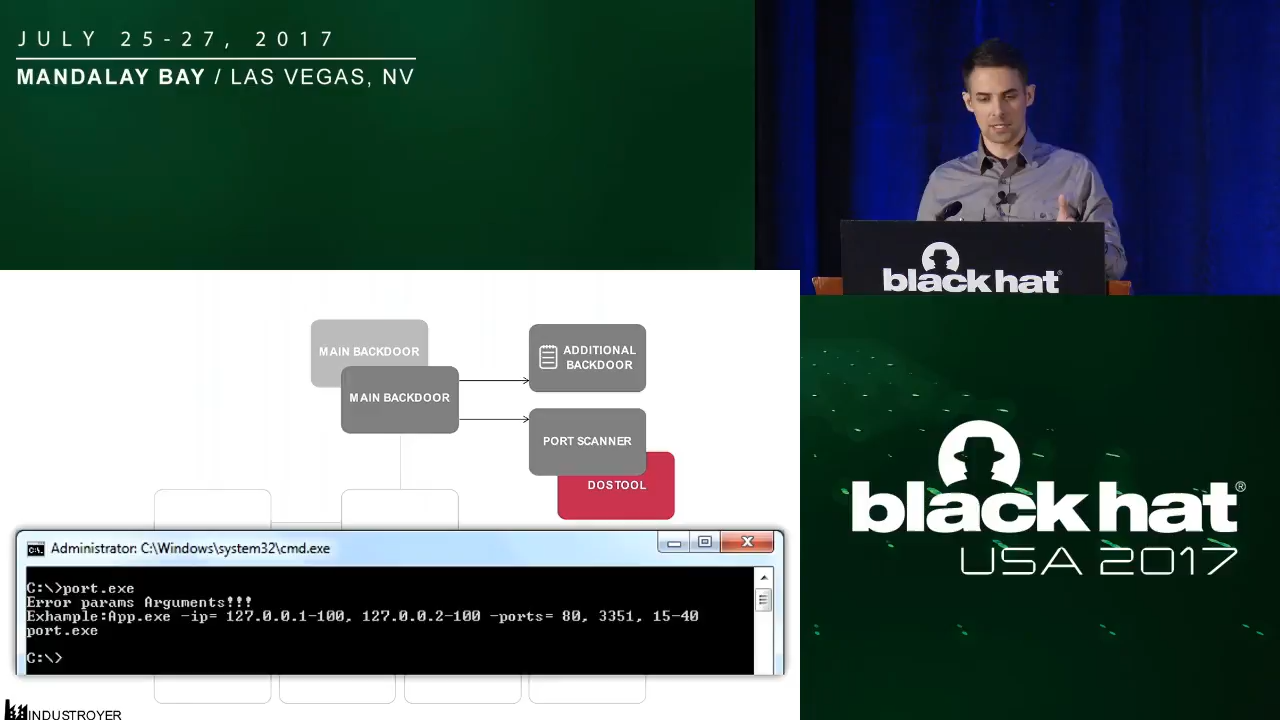 JULY 25-27, 2017
MANDALAY BAY / LAS VEGAS, NV
black hat®
MAIN BACKDOOR
MAIN BACKDOOR
ADDITIONAL
BACKDOOR
PORT SCANNER
DOSTOOL
Administrator: C:\Windows\system32\cmd.exe
C:\>port.exe
Error params Arguments!!!
Exhample:App.exe -ip= 127.0.0.1-100, 127.0.0.2-100 -ports= 80, 3351, 15-40
port.exe
C:\>
INDUSTROYER
black hat®
USA 2017